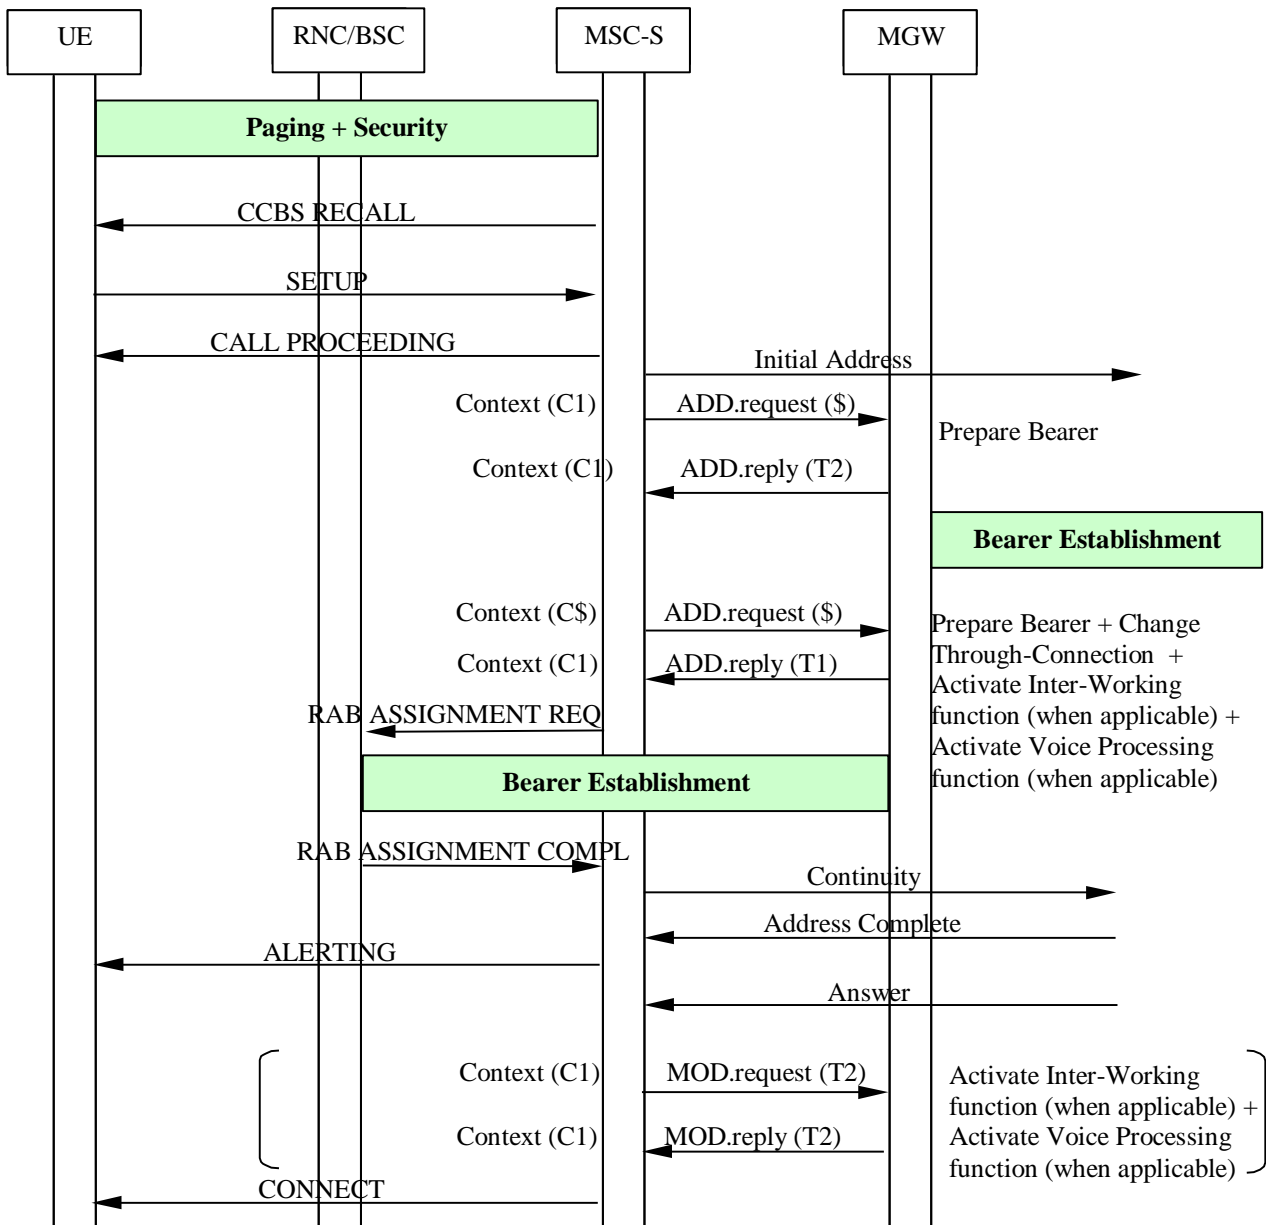 UE
RNC/BSC
MSC-S
MGW
Paging + Security
CCBS RECALL
SETUP
CALL PROCEEDING
Initial Address
Context (C1)
ADD.request ($)
Prepare Bearer
Context (C1)
ADD.reply (T2)
Bearer Establishment
Context (C$)
ADD.request ($)
Prepare Bearer + Change
Through-Connection +
Activate Inter-Working
function (when applicable) +
Activate Voice Processing
function (when applicable)
Context (C1)
ADD.reply (T1)
RAB ASSIGNMENT REQ
Bearer Establishment
RAB ASSIGNMENT COMPL
Continuity
Address Complete
ALERTING
Answer
Context (C1)
MOD.request (T2)
Activate Inter-Working
function (when applicable) +
Activate Voice Processing
function (when applicable)
Context (C1)
MOD.reply (T2)
CONNECT